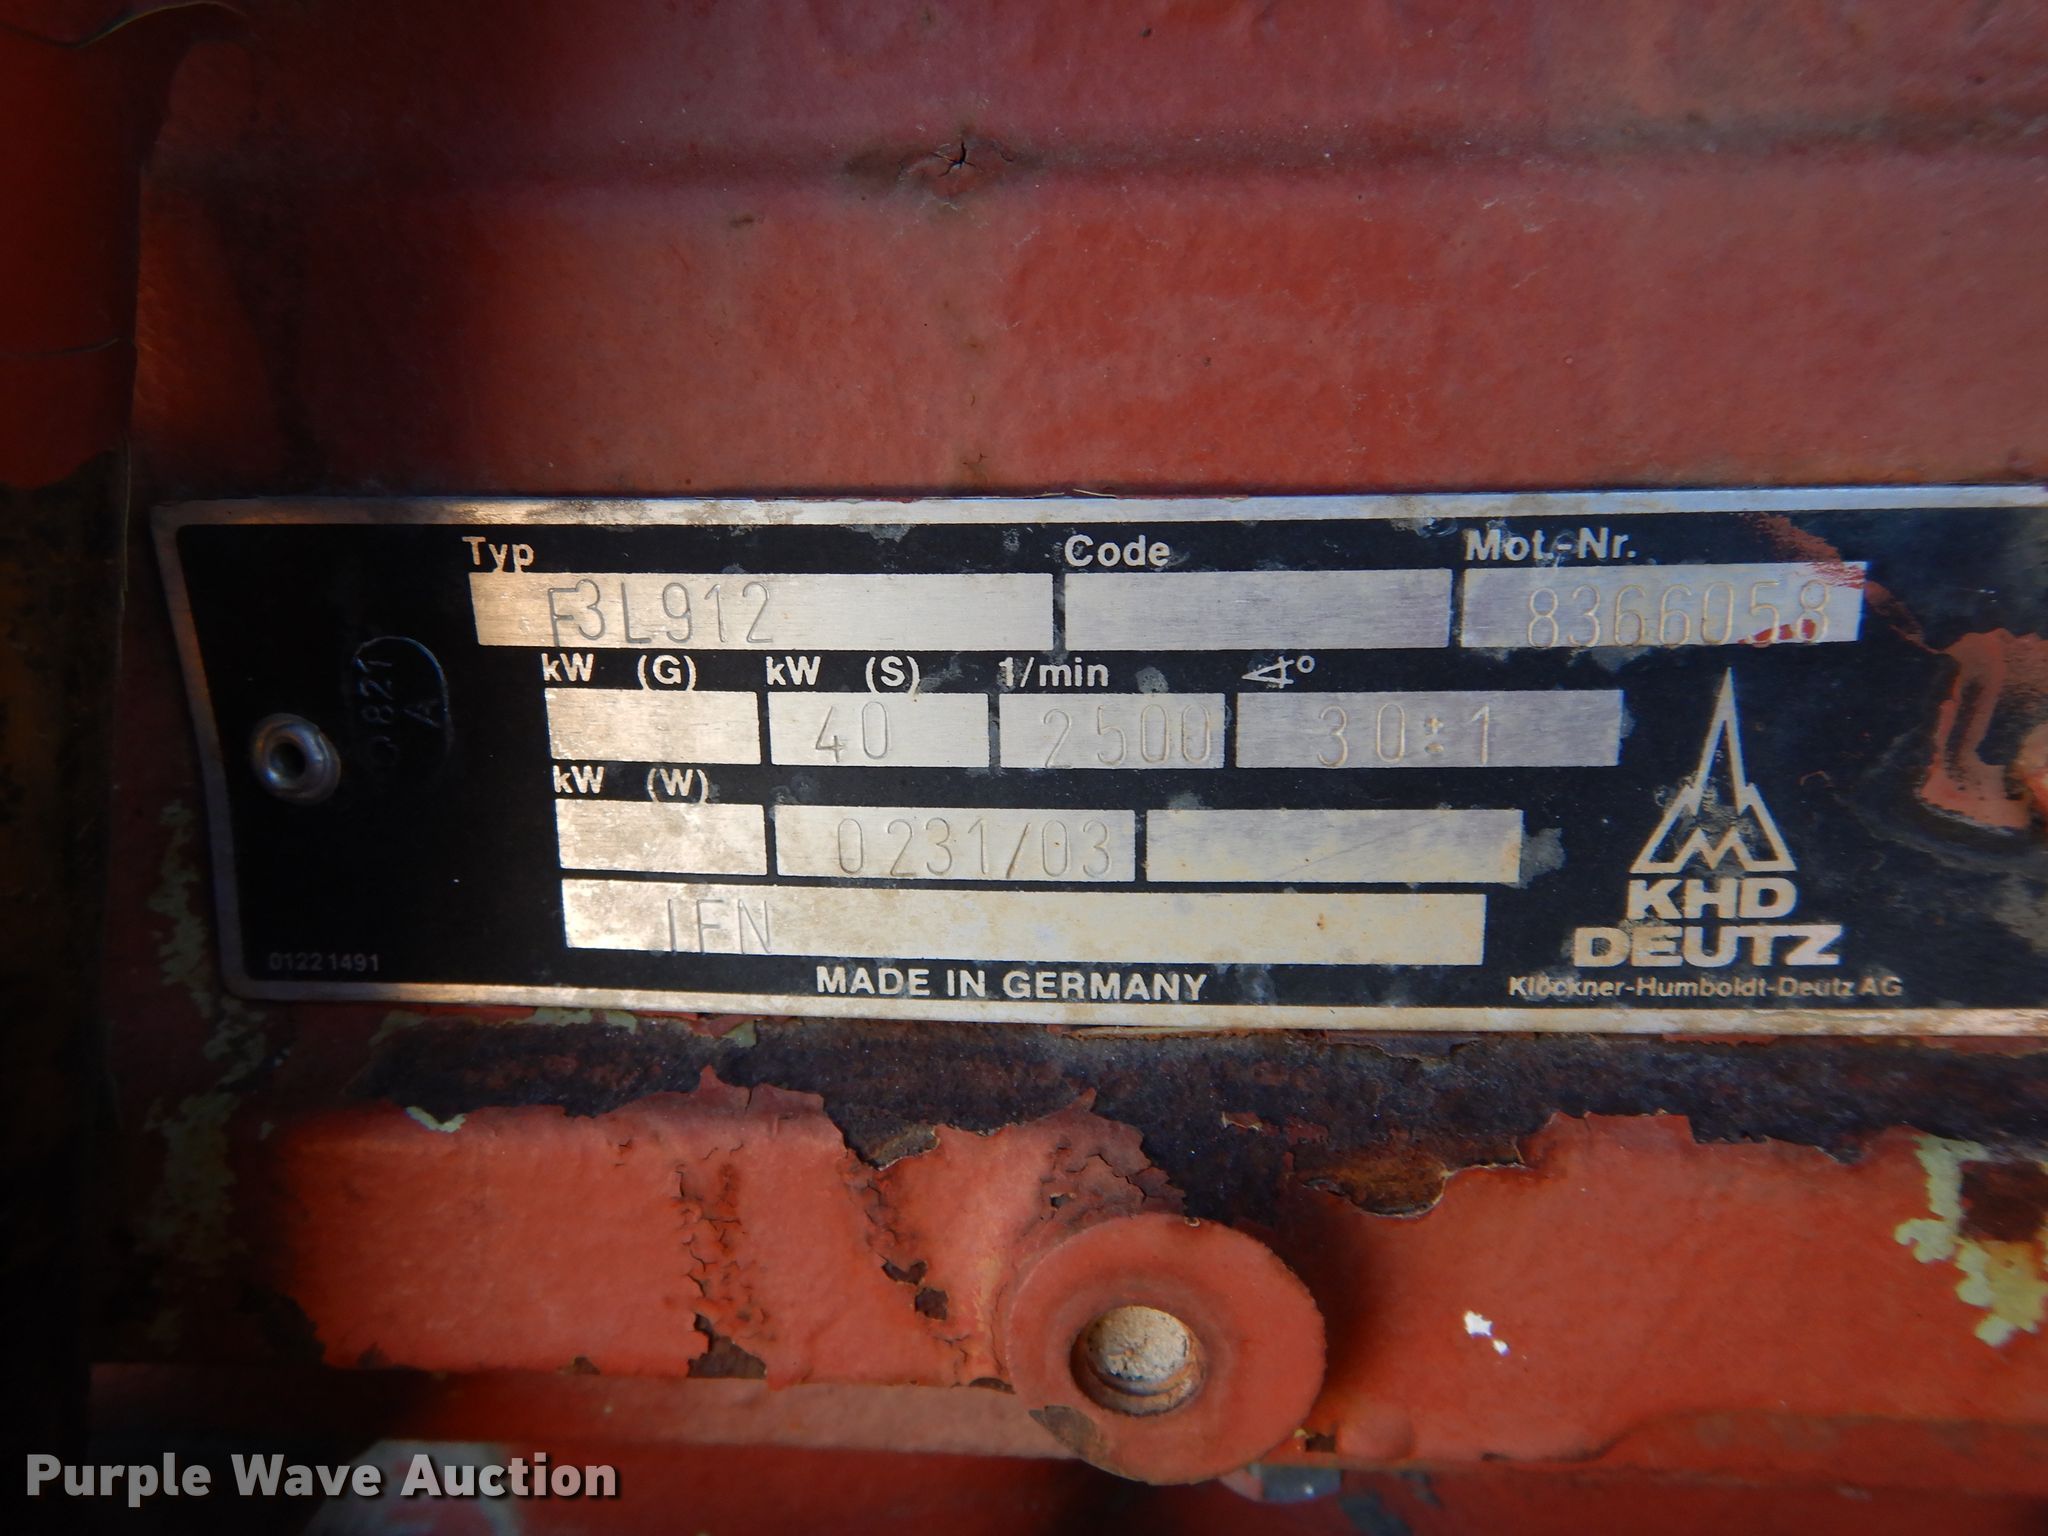 Typ Code Mot.-Nr.
F3L912 8366058
kW (G) kW (S) 1/min ∢°
40 2500 30±1
kW (W)
0231/03
IFN
0821
A
01221491
MADE IN GERMANY
KHD
DEUTZ
Klöckner-Humboldt-Deutz AG
Purple Wave Auction